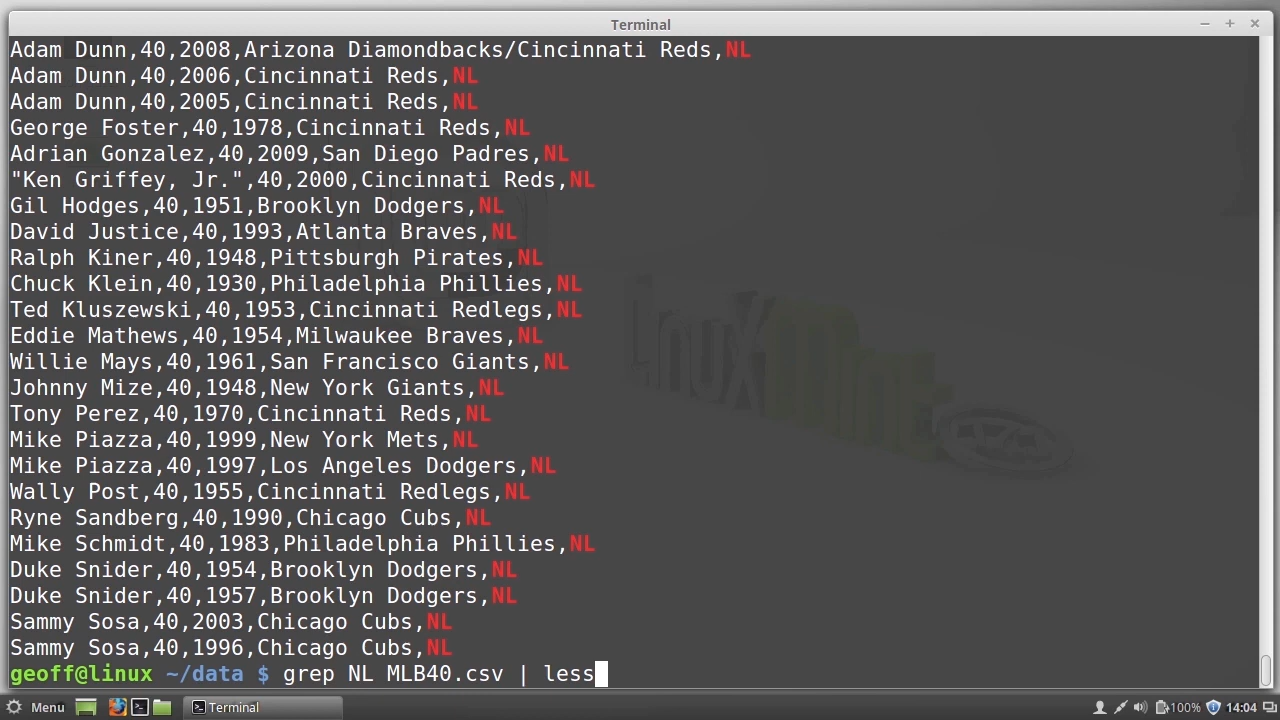 Terminal
Adam Dunn,40,2008,Arizona Diamondbacks/Cincinnati Reds,NL
Adam Dunn,40,2006,Cincinnati Reds,NL
Adam Dunn,40,2005,Cincinnati Reds,NL
George Foster,40,1978,Cincinnati Reds,NL
Adrian Gonzalez,40,2009,San Diego Padres,NL
"Ken Griffey, Jr.",40,2000,Cincinnati Reds,NL
Gil Hodges,40,1951,Brooklyn Dodgers,NL
David Justice,40,1993,Atlanta Braves,NL
Ralph Kiner,40,1948,Pittsburgh Pirates,NL
Chuck Klein,40,1930,Philadelphia Phillies,NL
Ted Kluszewski,40,1953,Cincinnati Redlegs,NL
Eddie Mathews,40,1954,Milwaukee Braves,NL
Willie Mays,40,1961,San Francisco Giants,NL
Johnny Mize,40,1948,New York Giants,NL
Tony Perez,40,1970,Cincinnati Reds,NL
Mike Piazza,40,1999,New York Mets,NL
Mike Piazza,40,1997,Los Angeles Dodgers,NL
Wally Post,40,1955,Cincinnati Redlegs,NL
Ryne Sandberg,40,1990,Chicago Cubs,NL
Mike Schmidt,40,1983,Philadelphia Phillies,NL
Duke Snider,40,1954,Brooklyn Dodgers,NL
Duke Snider,40,1957,Brooklyn Dodgers,NL
Sammy Sosa,40,2003,Chicago Cubs,NL
Sammy Sosa,40,1996,Chicago Cubs,NL
geoff@linux ~/data $ grep NL MLB40.csv | less
Menu Terminal 100% 14:04